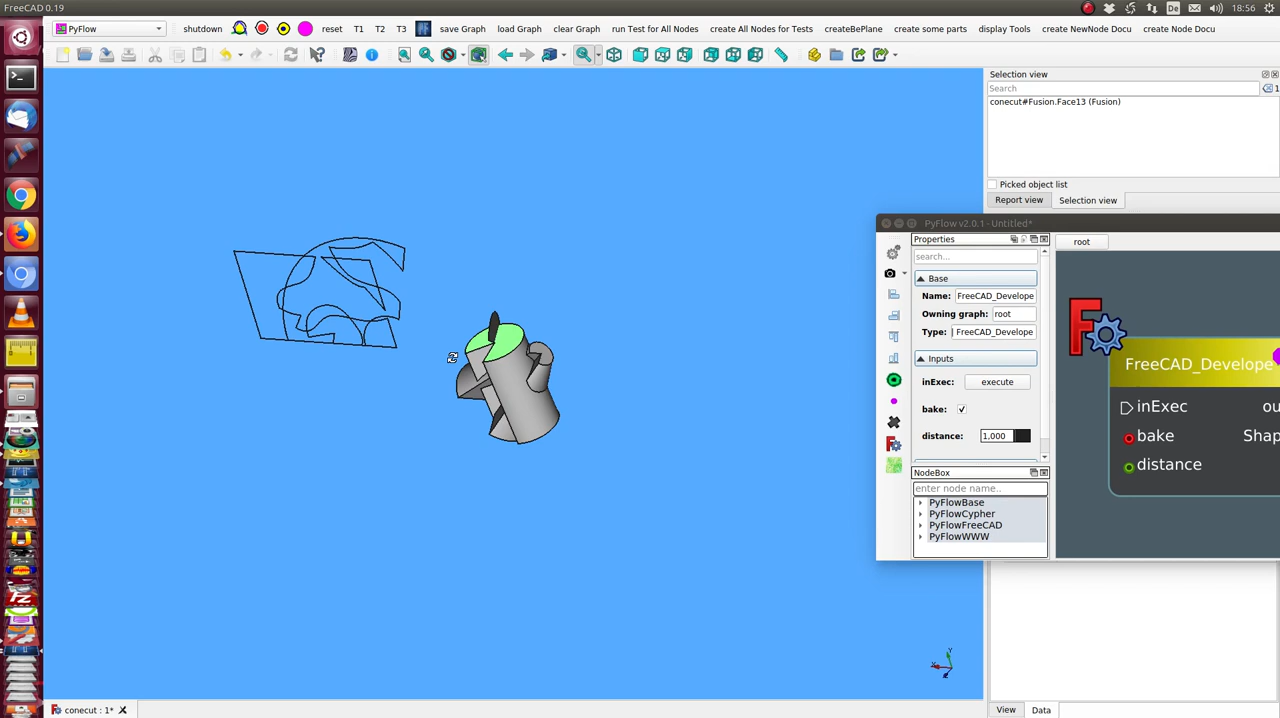 FreeCAD 0.19
De
18:56
PyFlow
shutdown
reset
T1
T2
T3
save Graph
load Graph
clear Graph
run Test for All Nodes
create All Nodes for Tests
createBePlane
create some parts
display Tools
create NewNode Docu
create Node Docu
Selection view
Search
1
conecut#Fusion.Face13 (Fusion)
Picked object list
Report view
Selection view
PyFlow v2.0.1 - Untitled*
Properties
root
search...
Base
Name:
FreeCAD_Develope
Owning graph:
root
Type:
FreeCAD_Develope
Inputs
inExec:
execute
bake:
distance:
1,000
FreeCAD_Develope
inExec
ou
bake
Shap
distance
NodeBox
enter node name..
PyFlowBase
PyFlowCypher
PyFlowFreeCAD
PyFlowWWW
Y
X
conecut : 1*
View
Data